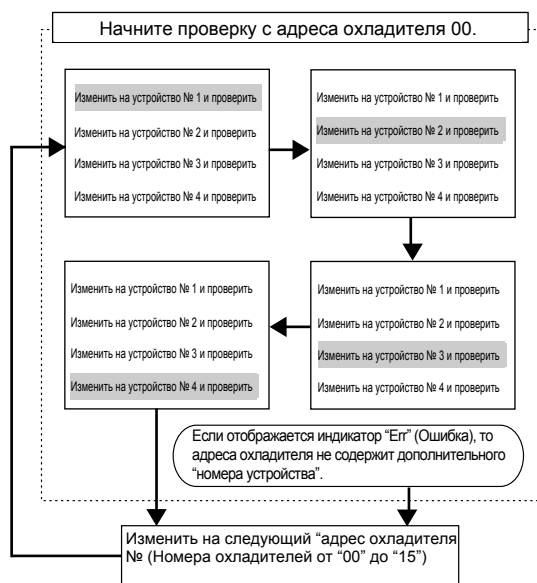 Начните проверку с адреса охладителя 00.
Изменить на устройство № 1 и проверить
Изменить на устройство № 2 и проверить
Изменить на устройство № 3 и проверить
Изменить на устройство № 4 и проверить
Изменить на устройство № 1 и проверить
Изменить на устройство № 2 и проверить
Изменить на устройство № 3 и проверить
Изменить на устройство № 4 и проверить
Изменить на устройство № 1 и проверить
Изменить на устройство № 2 и проверить
Изменить на устройство № 3 и проверить
Изменить на устройство № 4 и проверить
Изменить на устройство № 1 и проверить
Изменить на устройство № 2 и проверить
Изменить на устройство № 3 и проверить
Изменить на устройство № 4 и проверить
Если отображается индикатор “Err” (Ошибка), то
адреса охладителя не содержит дополнительного
“номера устройства”.
Изменить на следующий “адрес охладителя
№ (Номера охладителей от “00” до “15”)